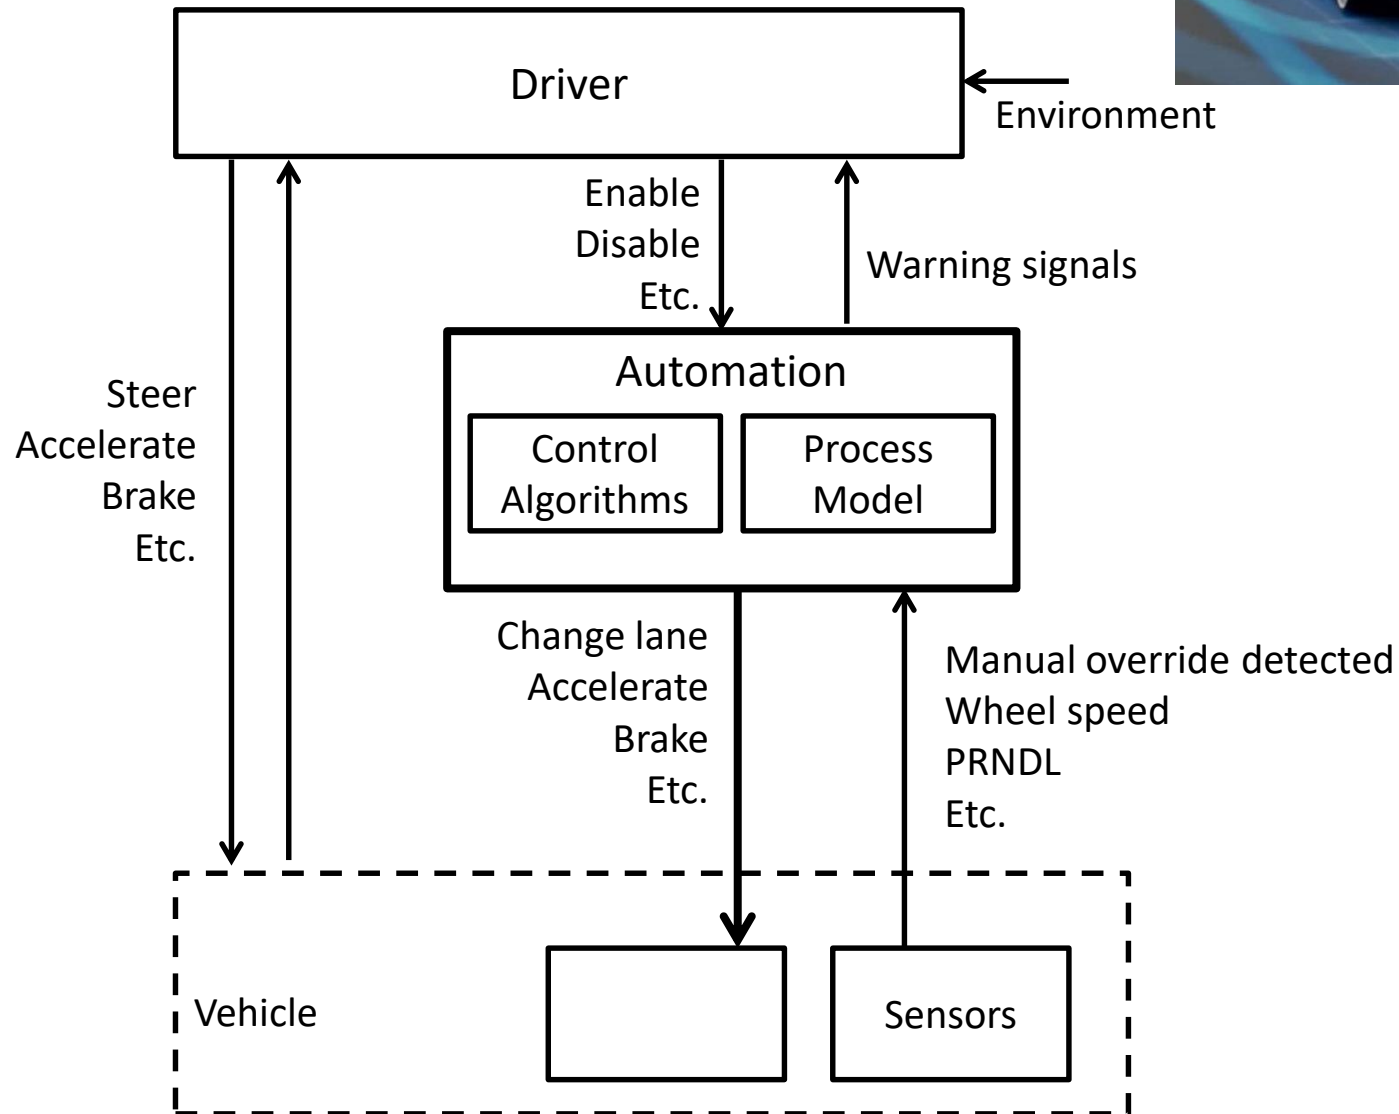 Driver
Environment
Enable
Disable
Etc.
Warning signals
Automation
Control
Algorithms
Process
Model
Steer
Accelerate
Brake
Etc.
Change lane
Accelerate
Brake
Etc.
Manual override detected
Wheel speed
PRNDL
Etc.
Vehicle
Sensors